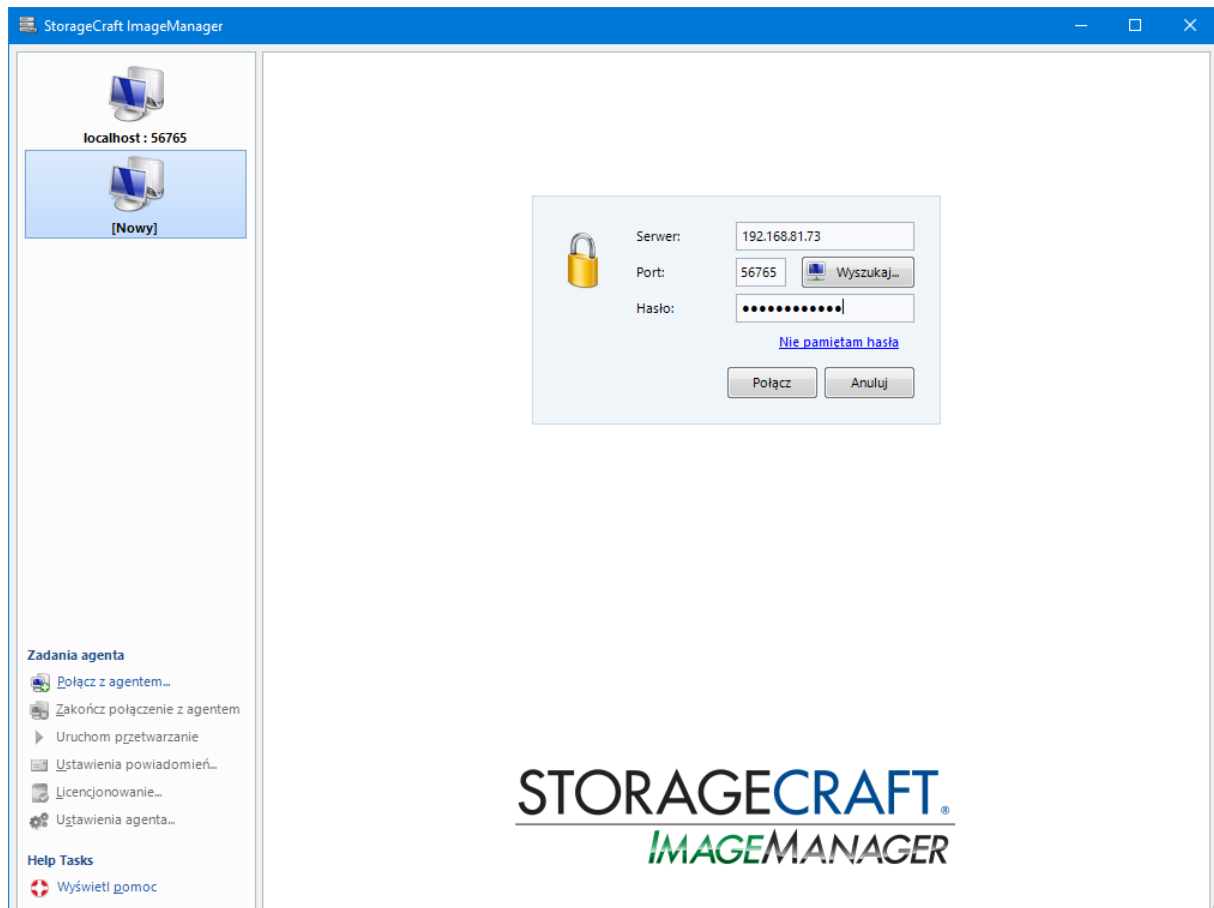 StorageCraft ImageManager
localhost : 56765
[Nowy]
Serwer: 192.168.81.73
Port: 56765 Wyszukaj...
Hasło: ••••••••••••
Nie pamiętam hasła
Połącz Anuluj
Zadania agenta
Połącz z agentem...
Zakończ połączenie z agentem
Uruchom przetwarzanie
Ustawienia powiadomień...
Licencjonowanie...
Ustawienia agenta...
Help Tasks
Wyświetl pomoc
STORAGECRAFT®
IMAGEMANAGER